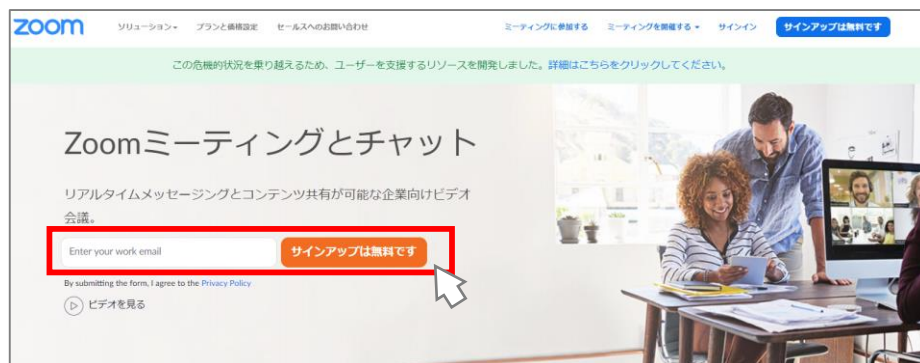 zoom ソリューション プランと価格設定 セールスへのお問い合わせ ミーティングに参加する ミーティングを開催する サインイン サインアップは無料です
この危機的状況を乗り越えるため、ユーザーを支援するリソースを開発しました。詳細はこちらをクリックしてください。
Zoomミーティングとチャット
リアルタイムメッセージングとコンテンツ共有が可能な企業向けビデオ
会議。
Enter your work email サインアップは無料です
By submitting the form, I agree to the Privacy Policy
ビデオを見る